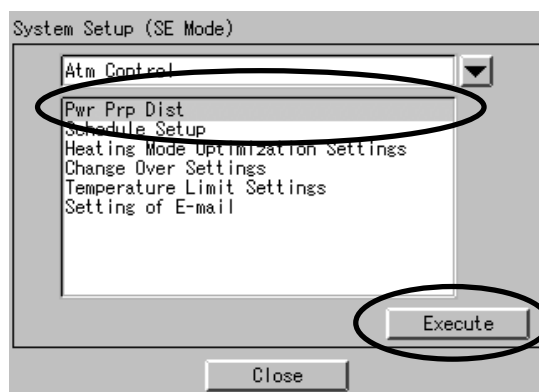 System Setup (SE Mode)
Atm Control
Pwr Prp Dist
Schedule Setup
Heating Mode Optimization Settings
Change Over Settings
Temperature Limit Settings
Setting of E-mail
Execute
Close